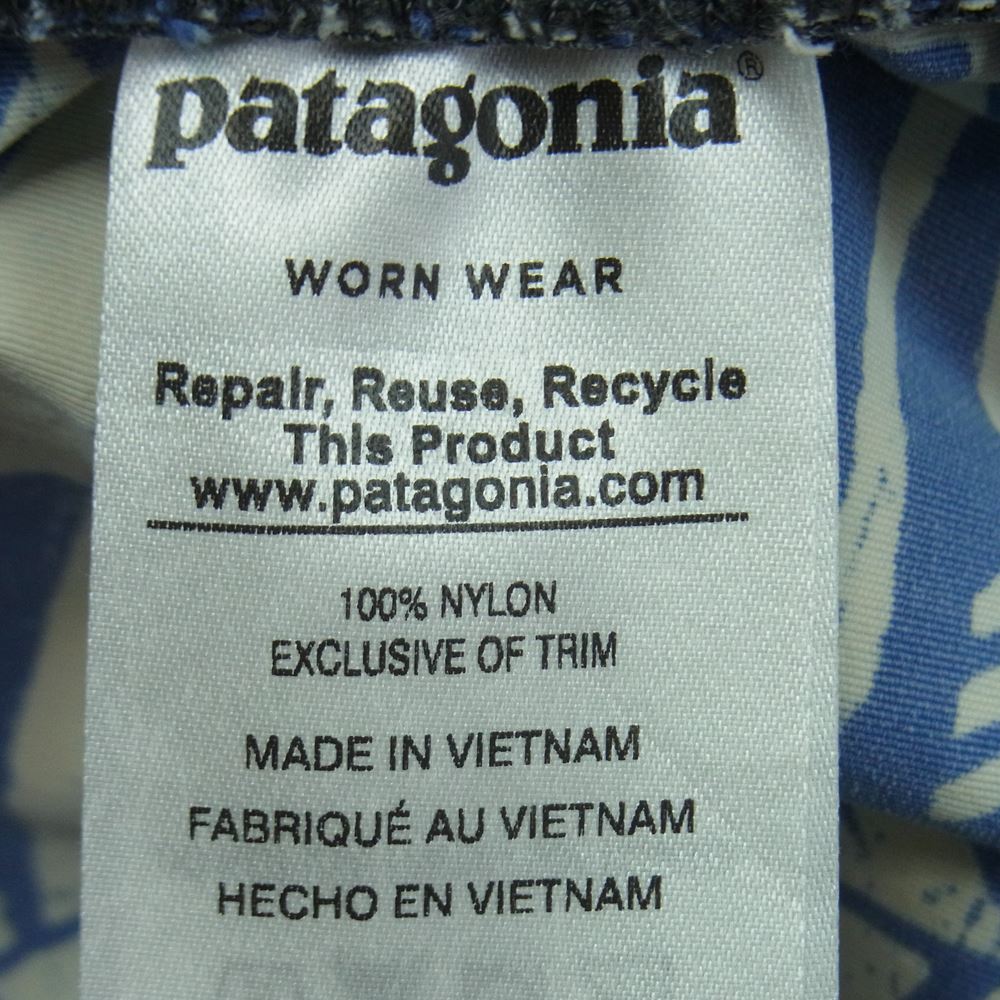 patagonia®
WORN WEAR
Repair, Reuse, Recycle
This Product
www.patagonia.com
100% NYLON
EXCLUSIVE OF TRIM
MADE IN VIETNAM
FABRIQUÉ AU VIETNAM
HECHO EN VIETNAM